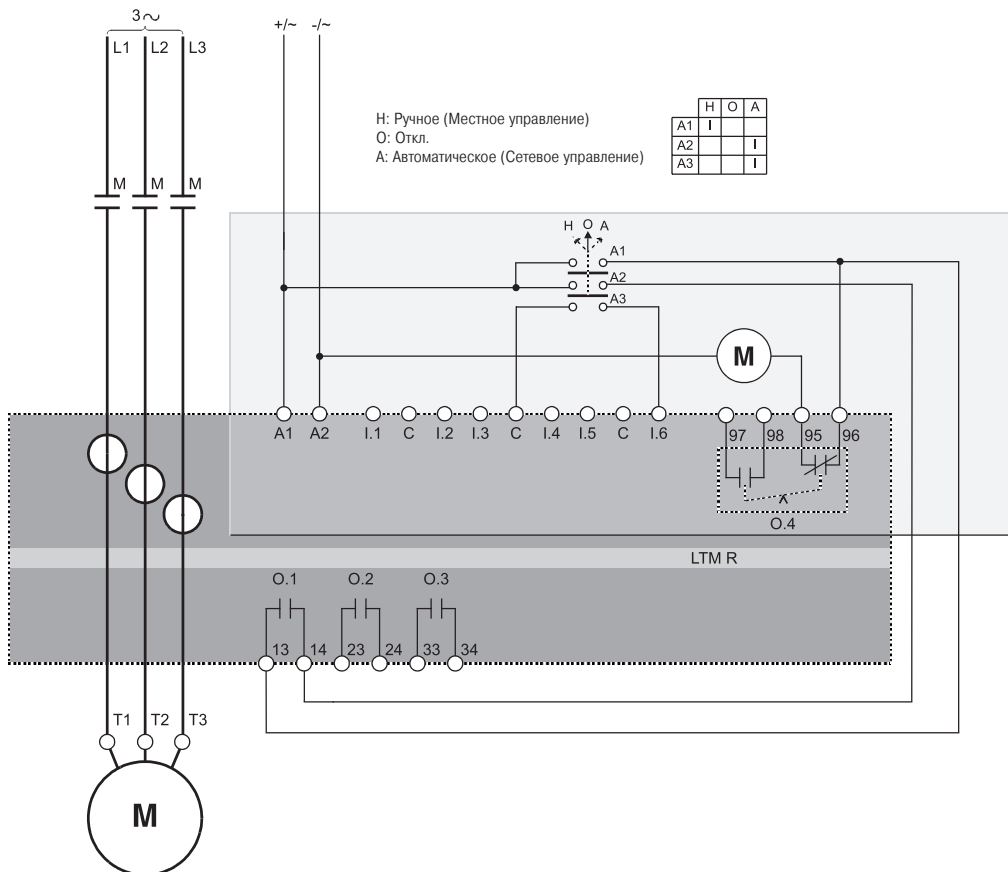 3~
L1 L2 L3
+/~ -/~
Н: Ручное (Местное управление)
О: Откл.
А: Автоматическое (Сетевое управление)
Н О А
A1 I
A2 I
A3 I
M M M
Н О А
A1
A2
A3
M
A1 A2 I.1 C I.2 I.3 C I.4 I.5 C I.6 97 98 95 96
O.4
LTM R
O.1 O.2 O.3
13 14 23 24 33 34
T1 T2 T3
M